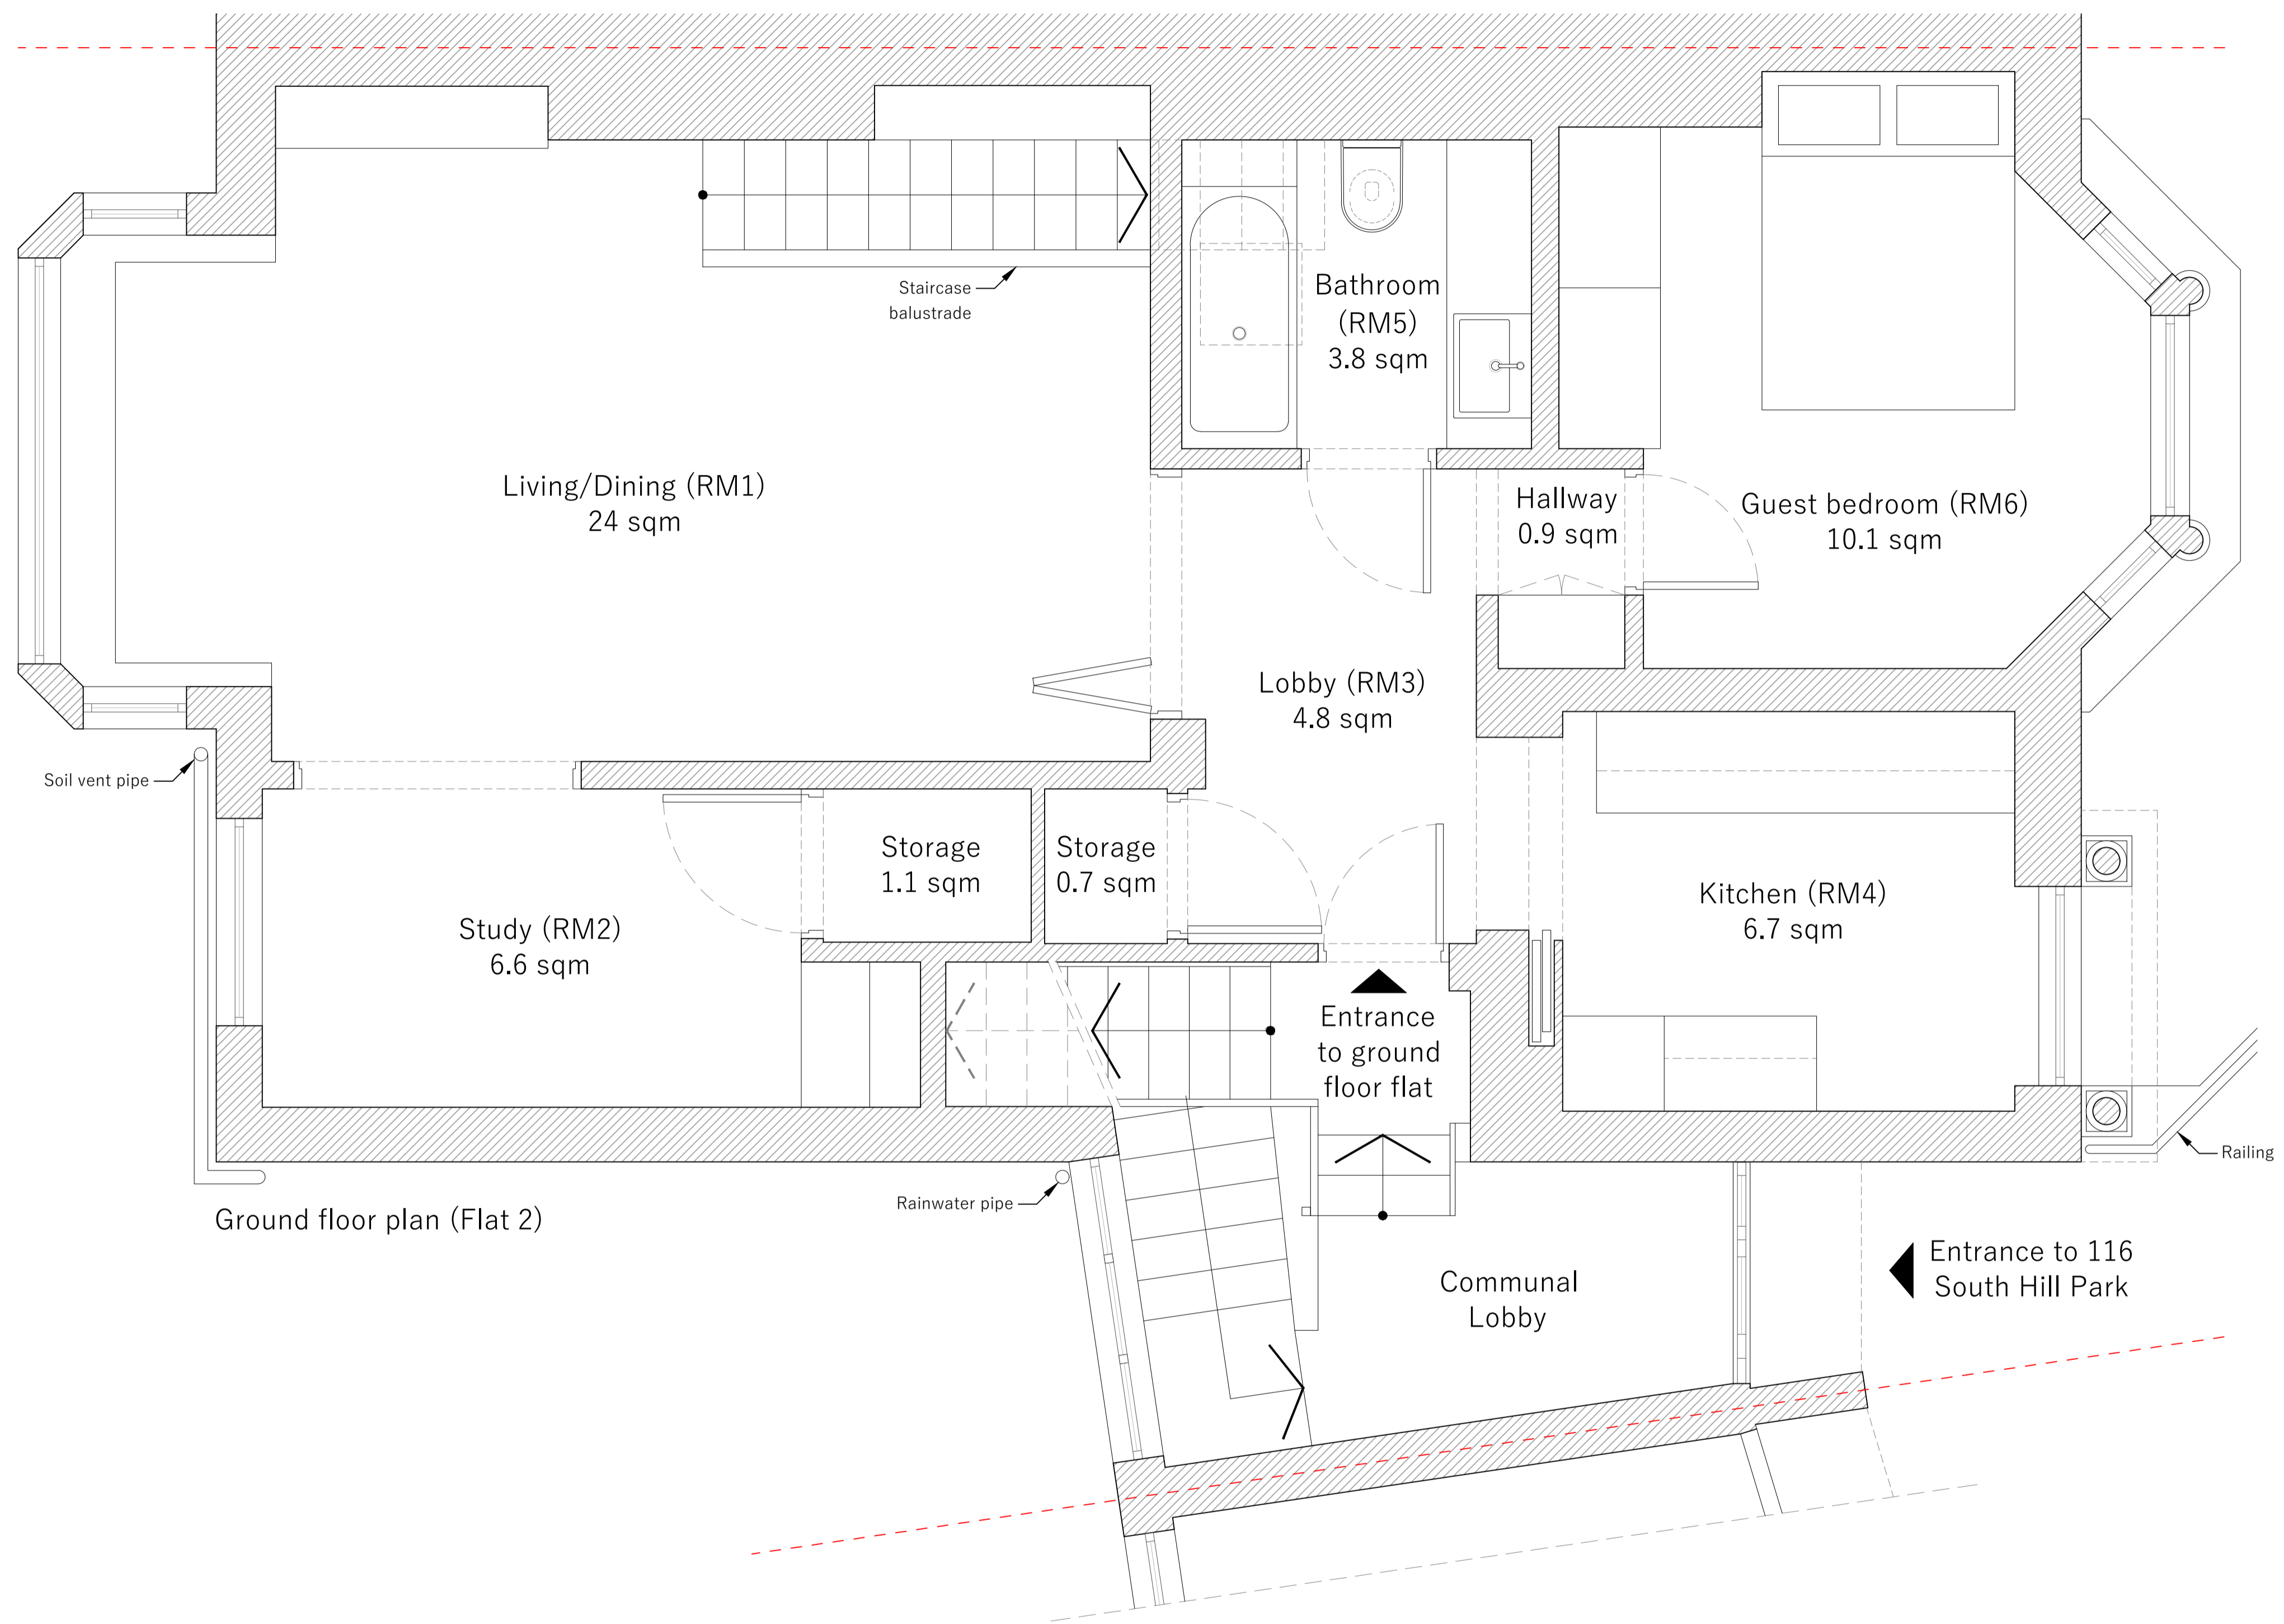 Staircase
balustrade
Bathroom
(RM5)
3.8 sqm
Living/Dining (RM1)
24 sqm
Hallway
0.9 sqm
Guest bedroom (RM6)
10.1 sqm
Lobby (RM3)
4.8 sqm
Soil vent pipe
Storage
1.1 sqm
Storage
0.7 sqm
Kitchen (RM4)
6.7 sqm
Study (RM2)
6.6 sqm
Entrance
to ground
floor flat
Railing
Rainwater pipe
Ground floor plan (Flat 2)
Communal
Lobby
Entrance to 116
South Hill Park